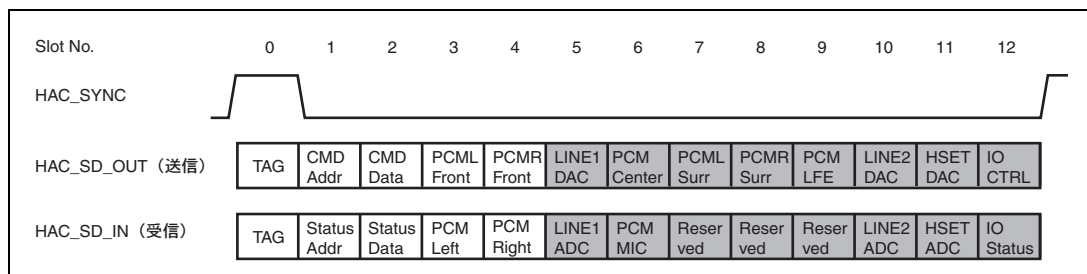 Slot No. 0 1 2 3 4 5 6 7 8 9 10 11 12
HAC_SYNC
HAC_SD_OUT（送信） TAG CMD Addr CMD Data PCML Front PCMR Front LINE1 DAC PCM Center PCML Surr PCMR Surr PCM LFE LINE2 DAC HSET DAC IO CTRL
HAC_SD_IN（受信） TAG Status Addr Status Data PCM Left PCM Right LINE1 ADC PCM MIC Reser ved Reser ved Reser ved LINE2 ADC HSET ADC IO Status